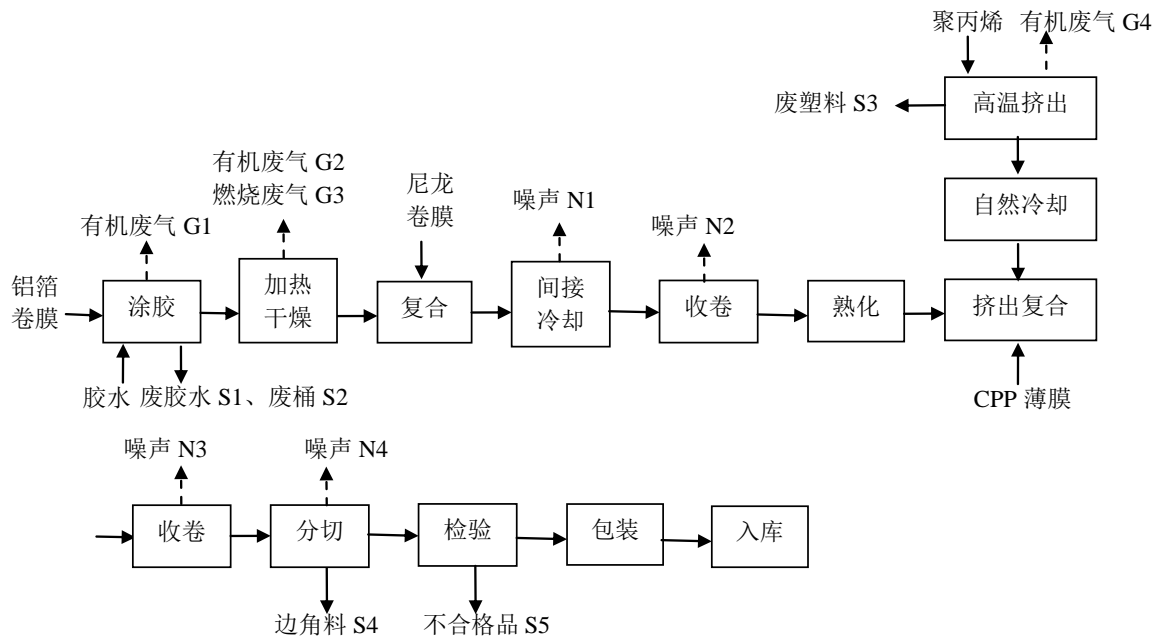 聚丙烯
有机废气 G4
废塑料 S3
高温挤出
自然冷却
有机废气 G2
燃烧废气 G3
尼龙
卷膜
噪声 N1
噪声 N2
有机废气 G1
铝箔
卷膜
涂胶
加热
干燥
复合
间接
冷却
收卷
熟化
挤出复合
胶水
废胶水 S1、废桶 S2
CPP 薄膜
噪声 N3
噪声 N4
收卷
分切
检验
包装
入库
边角料 S4
不合格品 S5